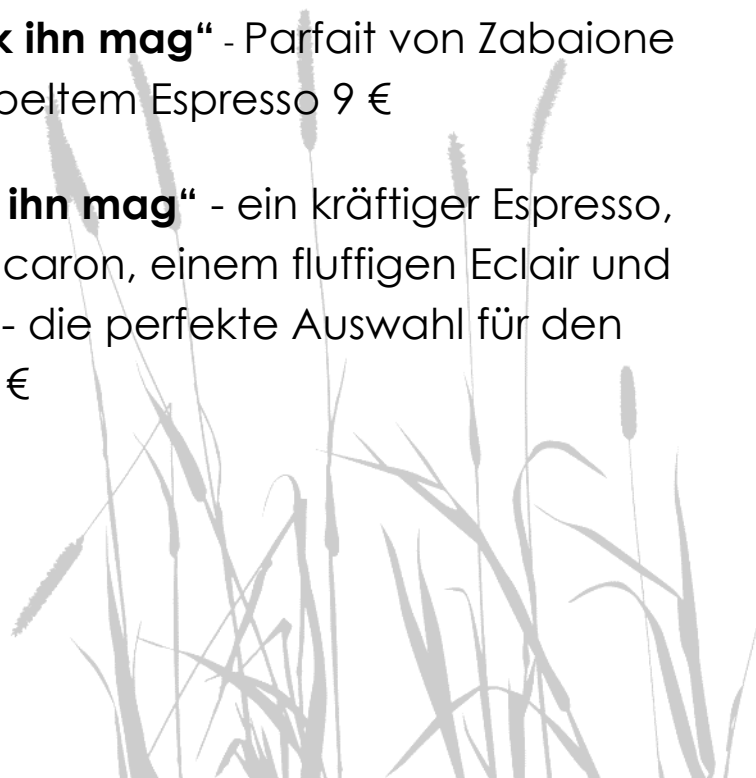 k ihn mag“ - Parfait von Zabaione
peltem Espresso 9 €
ihn mag“ - ein kräftiger Espresso,
caron, einem fluffigen Eclair und
- die perfekte Auswahl für den
€